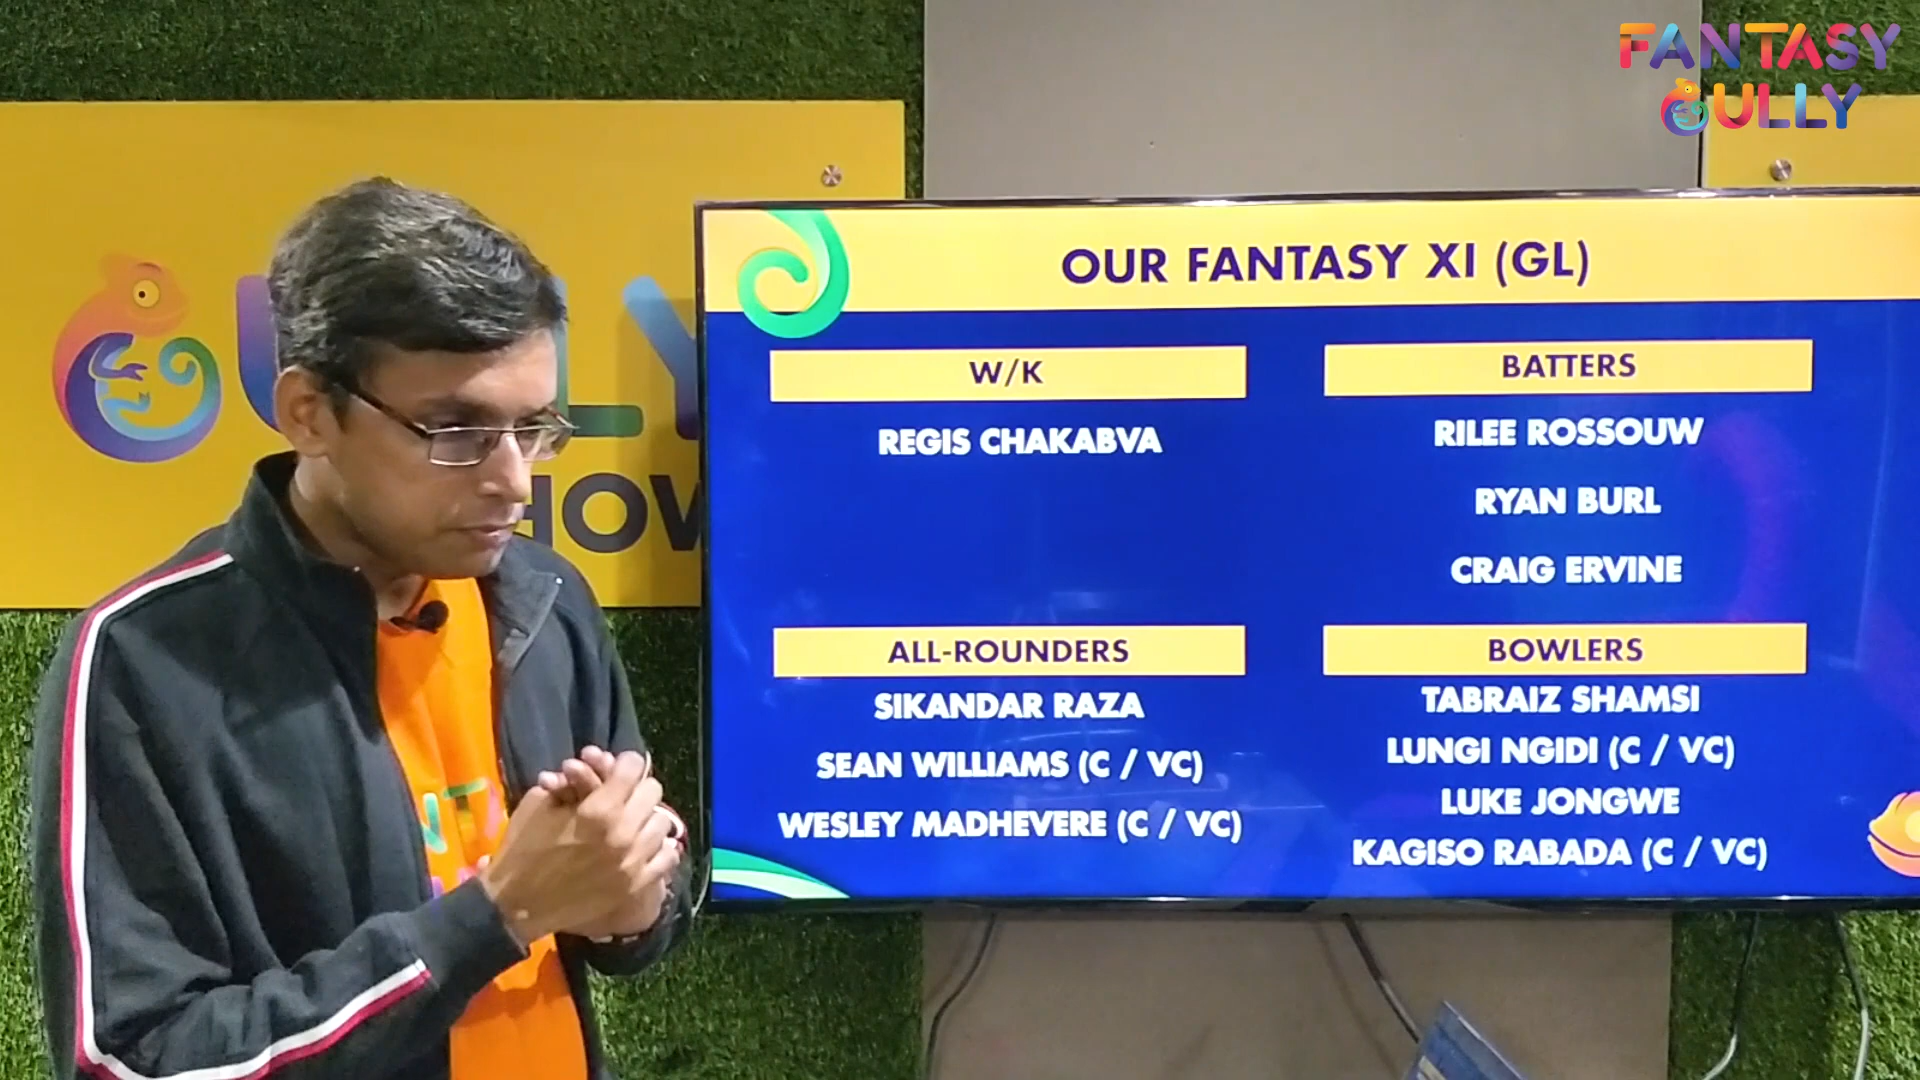 FANTASY
GULLY
OUR FANTASY XI (GL)
W/K
REGIS CHAKABVA
BATTERS
RILEE ROSSOUW
RYAN BURL
CRAIG ERVINE
ALL-ROUNDERS
SIKANDAR RAZA
SEAN WILLIAMS (C / VC)
WESLEY MADHEVERE (C / VC)
BOWLERS
TABRAIZ SHAMSI
LUNGI NGIDI (C / VC)
LUKE JONGWE
KAGISO RABADA (C / VC)